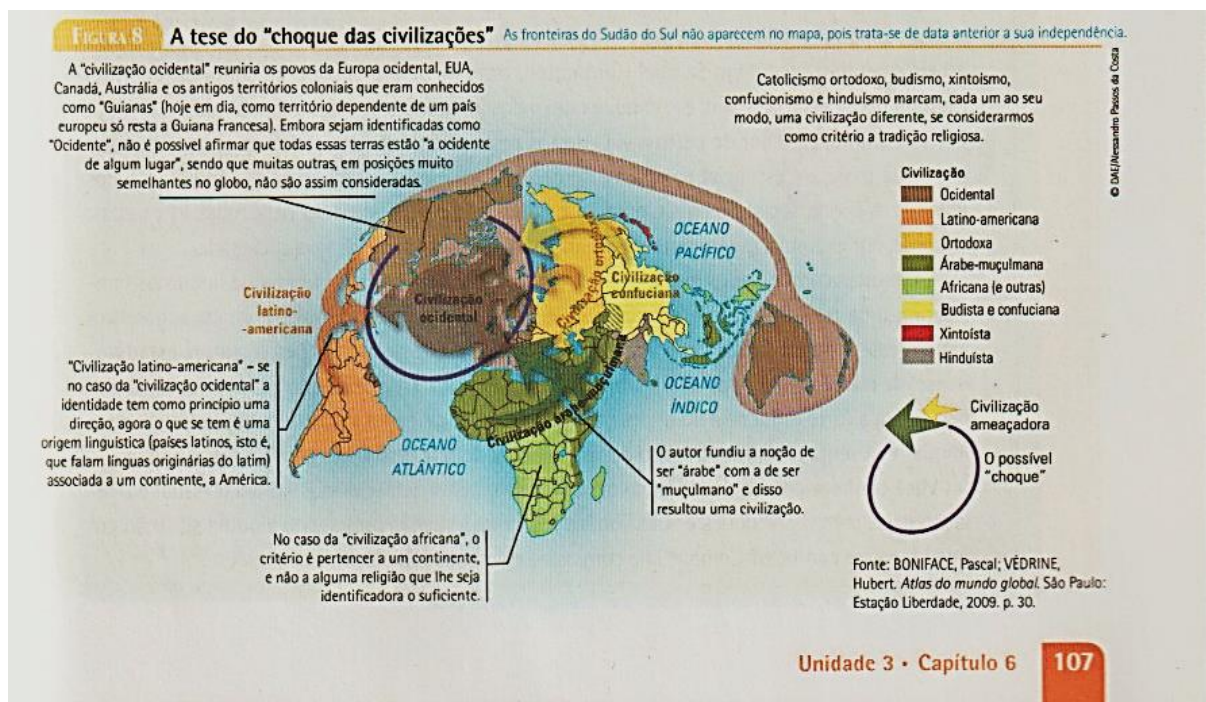 FIGURA 8 A tese do "choque das civilizações" As fronteiras do Sudão do Sul não aparecem no mapa, pois trata-se de data anterior a sua independência.
A "civilização ocidental" reuniria os povos da Europa ocidental, EUA,
Canadá, Austrália e os antigos territórios coloniais que eram conhecidos
como "Guianas" (hoje em dia, como território dependente de um país
europeu só resta a Guiana Francesa). Embora sejam identificadas como
"Ocidente", não é possível afirmar que todas essas terras estão "a ocidente
de algum lugar", sendo que muitas outras, em posições muito
semelhantes no globo, não são assim consideradas.
Catolicismo ortodoxo, budismo, xintoísmo,
confucionismo e hinduísmo marcam, cada um ao seu
modo, uma civilização diferente, se considerarmos
como critério a tradição religiosa.
© DAE/Alessandro Passos da Costa
Civilização
Ocidental
Latino-americana
Ortodoxa
Árabe-muçulmana
Africana (e outras)
Budista e confuciana
Xintoísta
Hinduísta
Civilização
ameaçadora
O possível
"choque"
OCEANO
PACÍFICO
Civilização ortodoxa
Civilização
confuciana
Civilização
ocidental
Civilização
latino-
-americana
Civilização árabe-muçulmana
OCEANO
ÍNDICO
OCEANO
ATLÂNTICO
"Civilização latino-americana" – se
no caso da "civilização ocidental" a
identidade tem como princípio uma
direção, agora o que se tem é uma
origem linguística (países latinos, isto é,
que falam línguas originárias do latim)
associada a um continente, a América.
O autor fundiu a noção de
ser "árabe" com a de ser
"muçulmano" e disso
resultou uma civilização.
No caso da "civilização africana", o
critério é pertencer a um continente,
e não a alguma religião que lhe seja
identificadora o suficiente.
Fonte: BONIFACE, Pascal; VÉDRINE,
Hubert. Atlas do mundo global. São Paulo:
Estação Liberdade, 2009. p. 30.
Unidade 3 • Capítulo 6 107